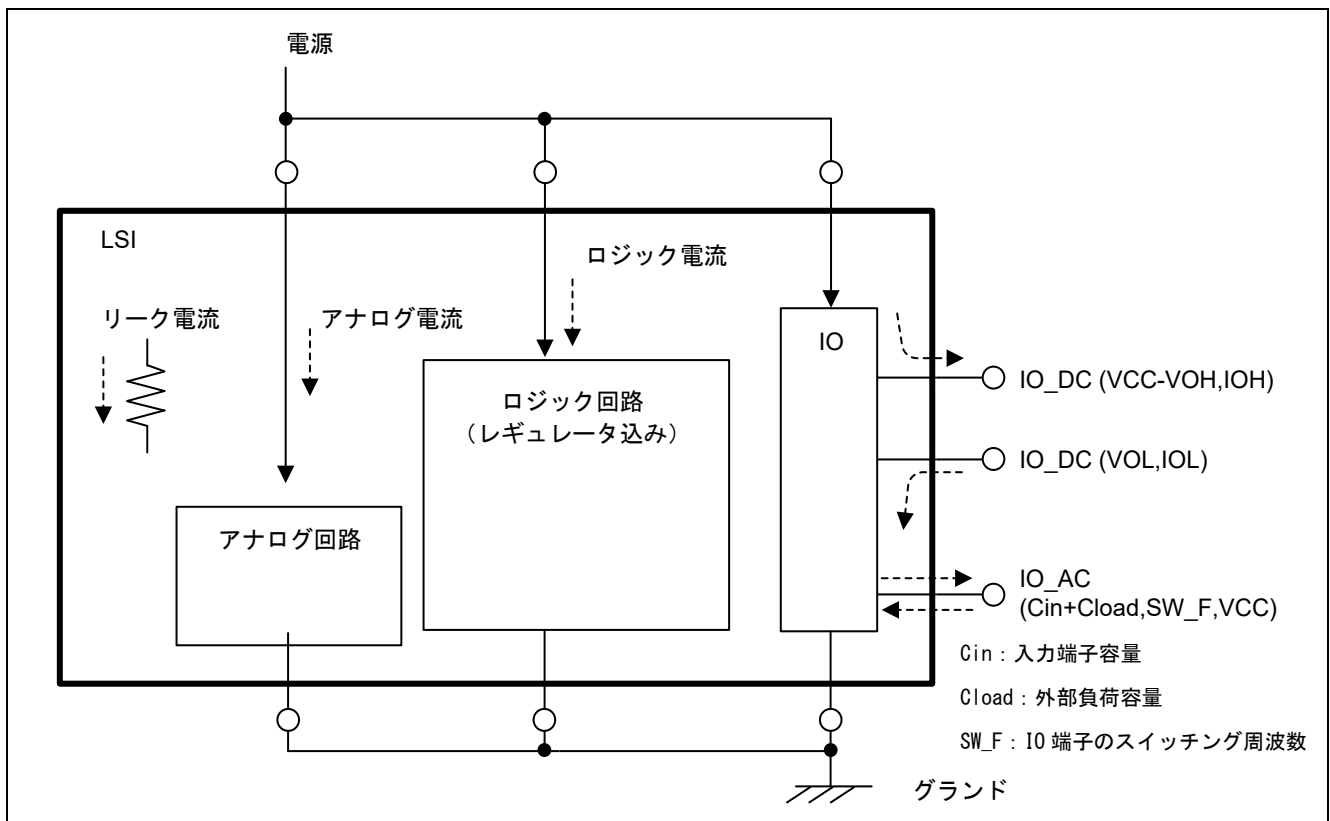 電源
LSI
ロジック電流
リーク電流
アナログ電流
IO
ロジック回路
（レギュレータ込み）
アナログ回路
IO_DC (VCC-VOH,IOH)
IO_DC (VOL,IOL)
IO_AC
(Cin+Cload,SW_F,VCC)
Cin：入力端子容量
Cload：外部負荷容量
SW_F：IO 端子のスイッチング周波数
グランド